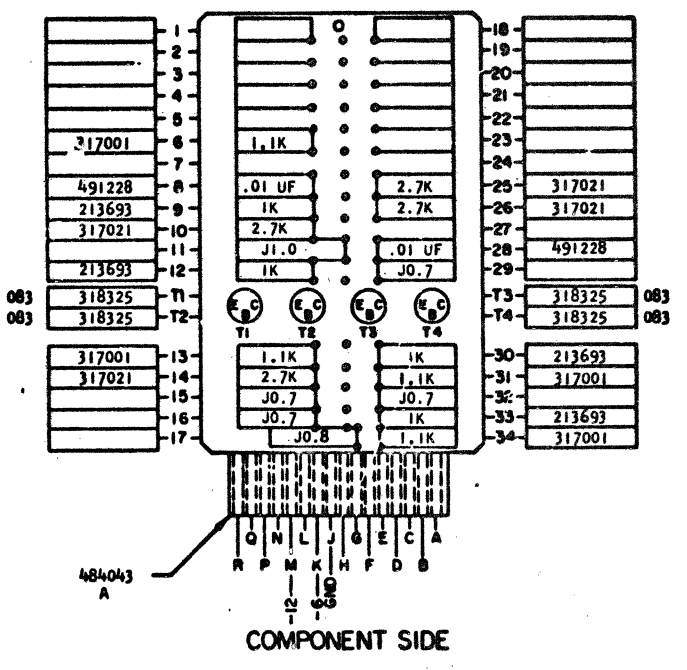 1 18
2 19
3 20
4 21
5 22
317001 6 1.1K 23
7 24
491228 8 .01 UF 2.7K 25 317021
213693 9 1K 2.7K 26 317021
317021 10 2.7K 27
11 J1.0 .01 UF 28 491228
213693 12 1K J0.7 29
083 318325 T1 E B C E B C E B C E B C T3 318325 083
083 318325 T2 T1 T2 T3 T4 T4 318325 083
317001 13 1.1K 1K 30 213693
317021 14 2.7K 1.1K 31 317001
15 J0.7 J0.7 32
16 J0.7 1K 33 213693
17 J0.8 1.1K 34 317001
R Q P N M L K J H G F E D C B A
484043
A
-12 -6 GND
COMPONENT SIDE